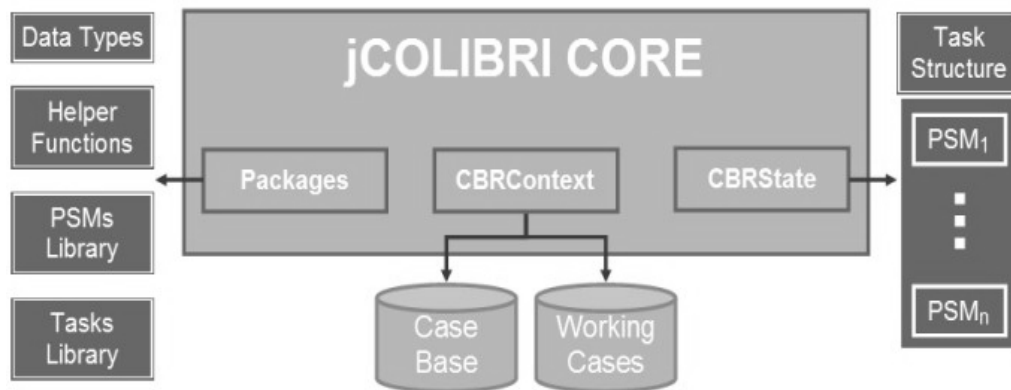 Data Types
Helper
Functions
PSMs
Library
Tasks
Library
jCOLIBRI CORE
Packages
CBRContext
CBRState
Case
Base
Working
Cases
Task
Structure
PSM1
PSMn